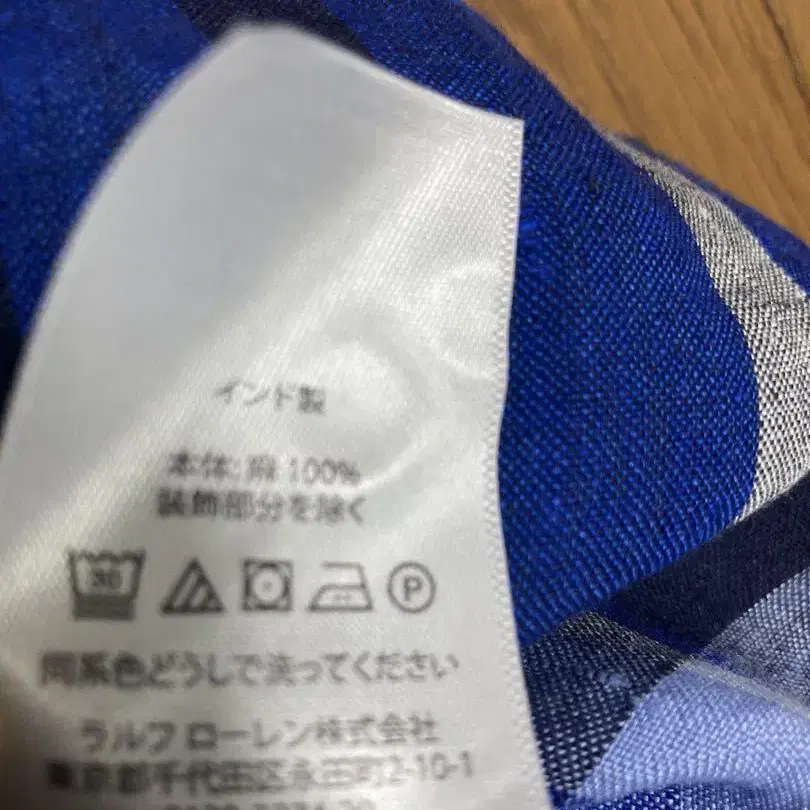 インド製
本体: 麻 100%
装飾部分を除く
30
P
同系色どうしで洗ってください
ラルフ ローレン株式会社
東京都千代田区永田町2-10-1